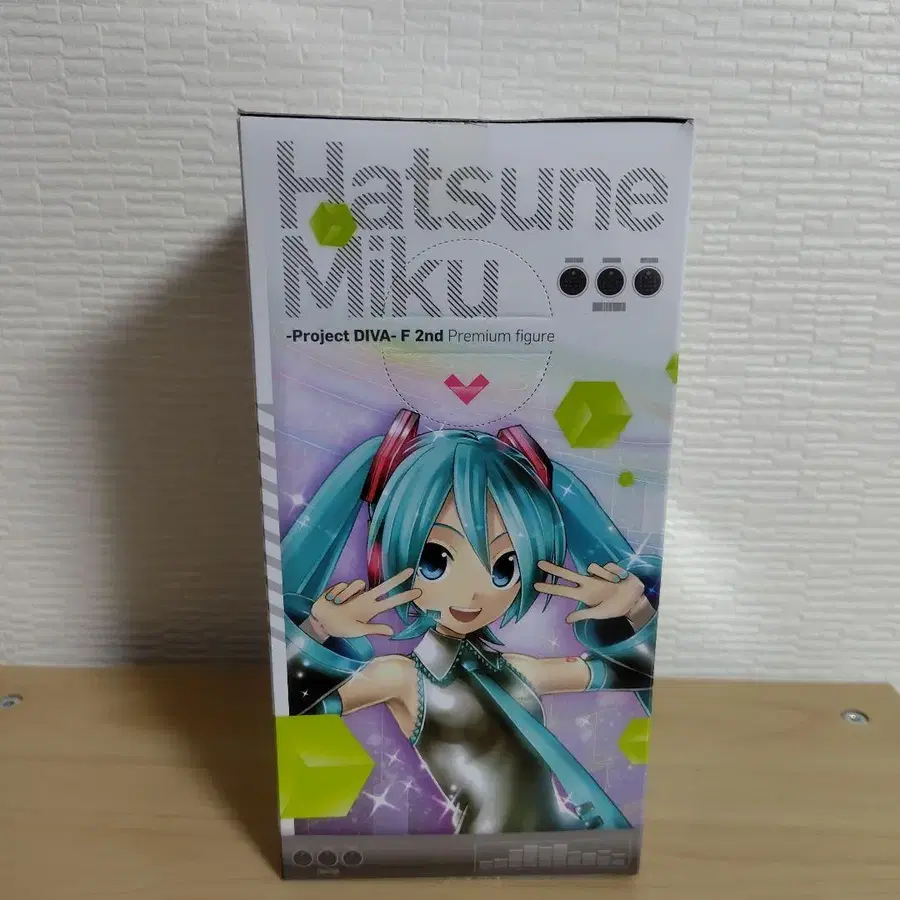 Hatsune
Miku
-Project DIVA- F 2nd Premium figure